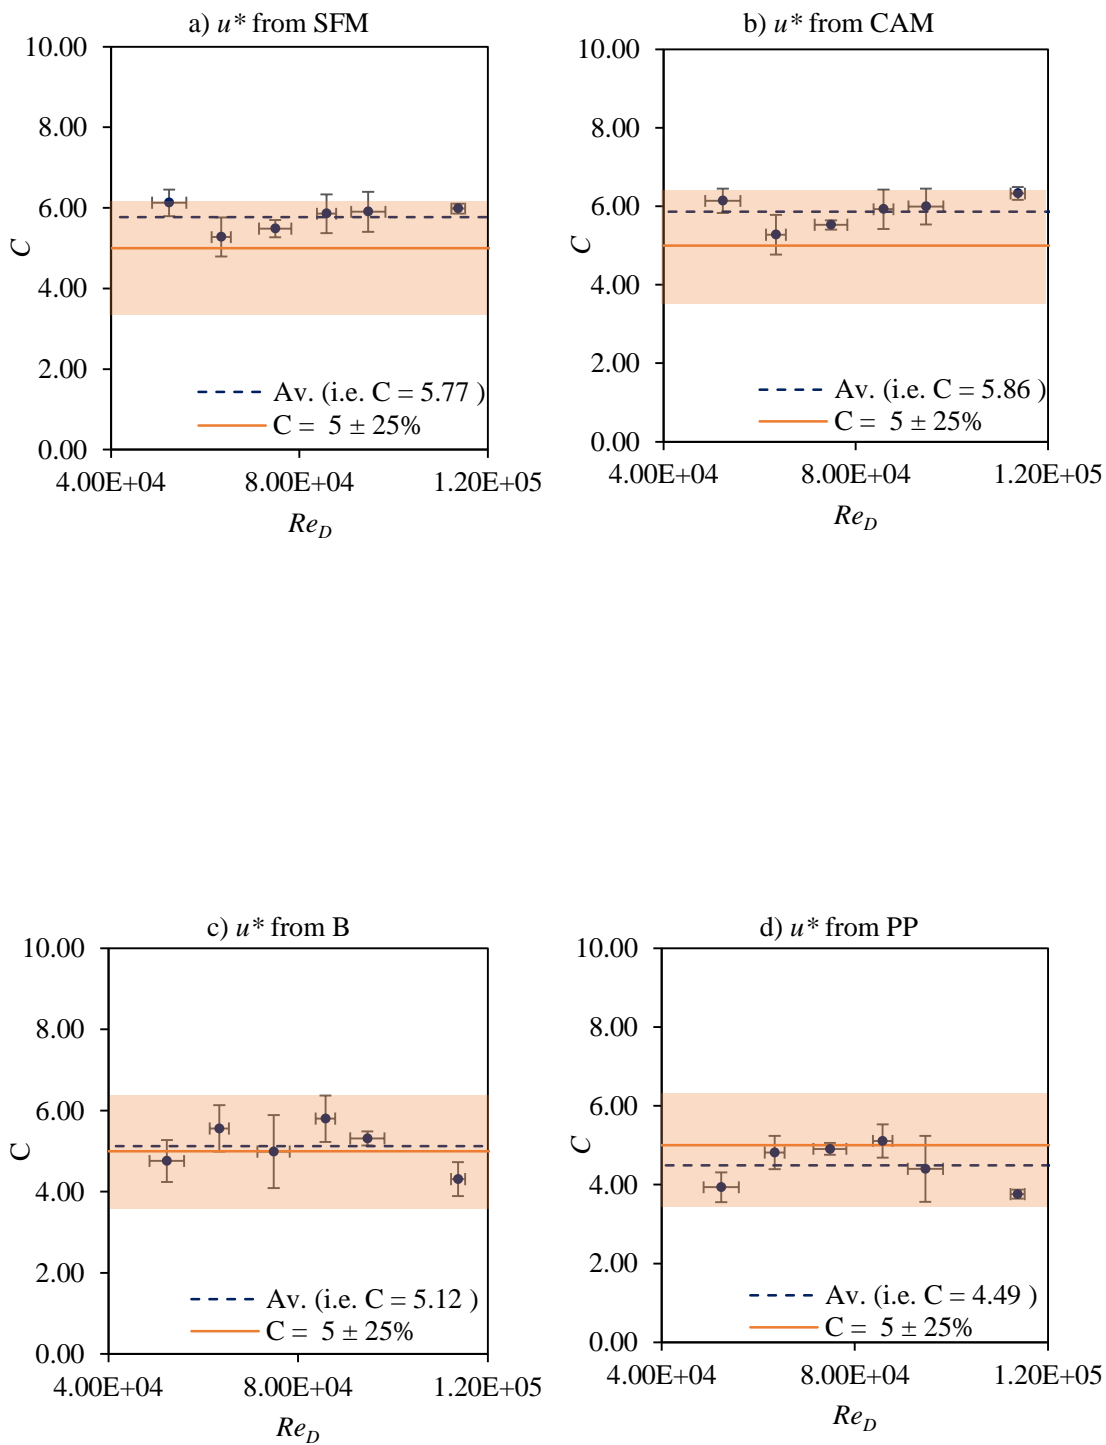 a) u* from SFM
10.00
8.00
6.00
4.00
2.00
0.00
C
Av. (i.e. C = 5.77 )
C = 5 ± 25%
4.00E+04 8.00E+04 1.20E+05
Re_D
b) u* from CAM
10.00
8.00
6.00
4.00
2.00
0.00
C
Av. (i.e. C = 5.86 )
C = 5 ± 25%
4.00E+04 8.00E+04 1.20E+05
Re_D
c) u* from B
10.00
8.00
6.00
4.00
2.00
0.00
C
Av. (i.e. C = 5.12 )
C = 5 ± 25%
4.00E+04 8.00E+04 1.20E+05
Re_D
d) u* from PP
10.00
8.00
6.00
4.00
2.00
0.00
C
Av. (i.e. C = 4.49 )
C = 5 ± 25%
4.00E+04 8.00E+04 1.20E+05
Re_D